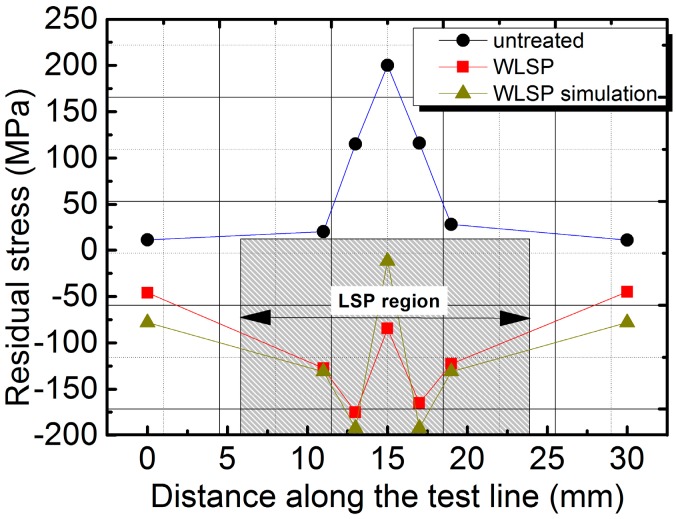 untreated
WLSP
WLSP simulation
250
200
150
100
50
0
-50
-100
-150
-200
Residual stress (MPa)
LSP region
0 5 10 15 20 25 30
Distance along the test line (mm)